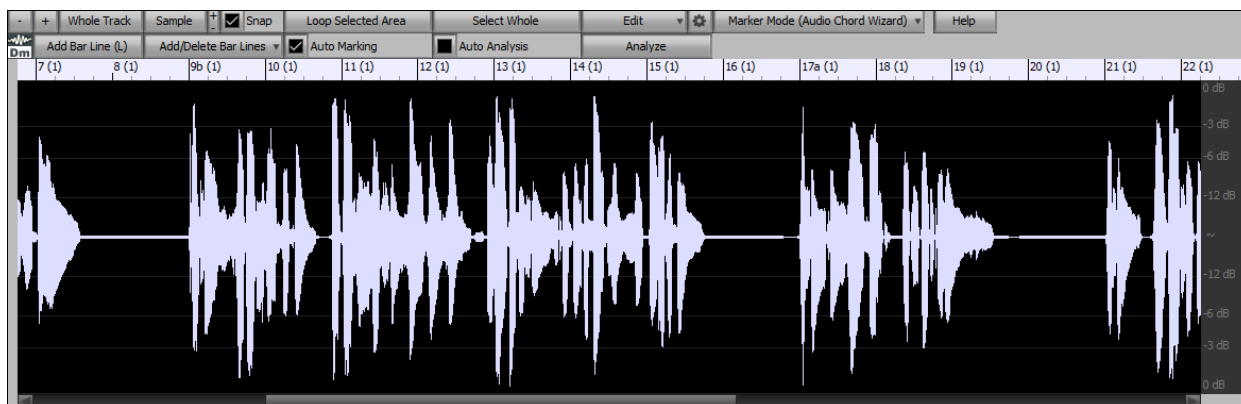 - + Whole Track Sample + - Snap Loop Selected Area Select Whole Edit Marker Mode (Audio Chord Wizard) Help
Dm Add Bar Line (L) Add/Delete Bar Lines Auto Marking Auto Analysis Analyze
7 (1) 8 (1) 9b (1) 10 (1) 11 (1) 12 (1) 13 (1) 14 (1) 15 (1) 16 (1) 17a (1) 18 (1) 19 (1) 20 (1) 21 (1) 22 (1)
0 dB
-3 dB
-6 dB
-12 dB
~
-12 dB
-6 dB
-3 dB
0 dB